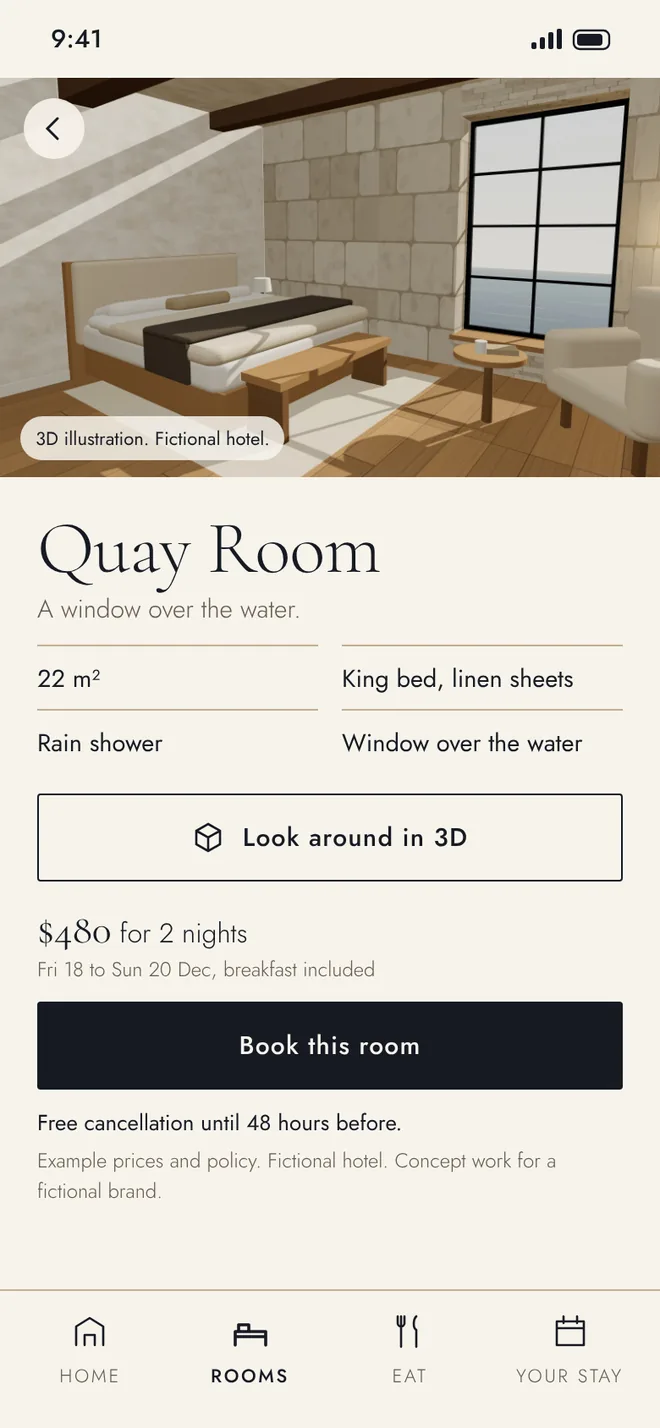 9:41
3D illustration. Fictional hotel.
Quay Room
A window over the water.
22 m²
King bed, linen sheets
Rain shower
Window over the water
Look around in 3D
$480 for 2 nights
Fri 18 to Sun 20 Dec, breakfast included
Book this room
Free cancellation until 48 hours before.
Example prices and policy. Fictional hotel. Concept work for a
fictional brand.
HOME
ROOMS
EAT
YOUR STAY